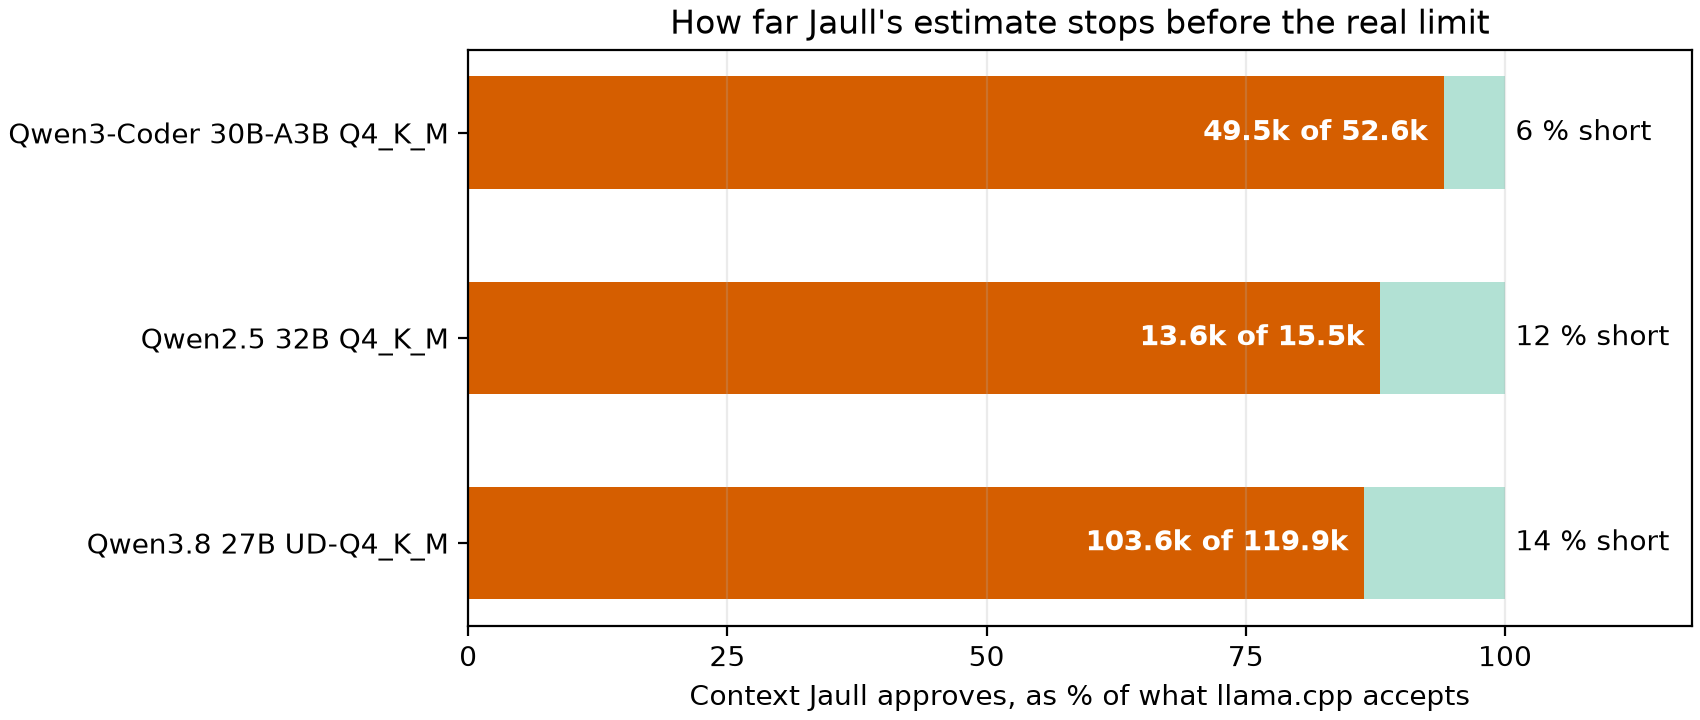 How far Jaull's estimate stops before the real limit
Qwen3-Coder 30B-A3B Q4_K_M
49.5k of 52.6k
6 % short
Qwen2.5 32B Q4_K_M
13.6k of 15.5k
12 % short
Qwen3.8 27B UD-Q4_K_M
103.6k of 119.9k
14 % short
0 25 50 75 100
Context Jaull approves, as % of what llama.cpp accepts